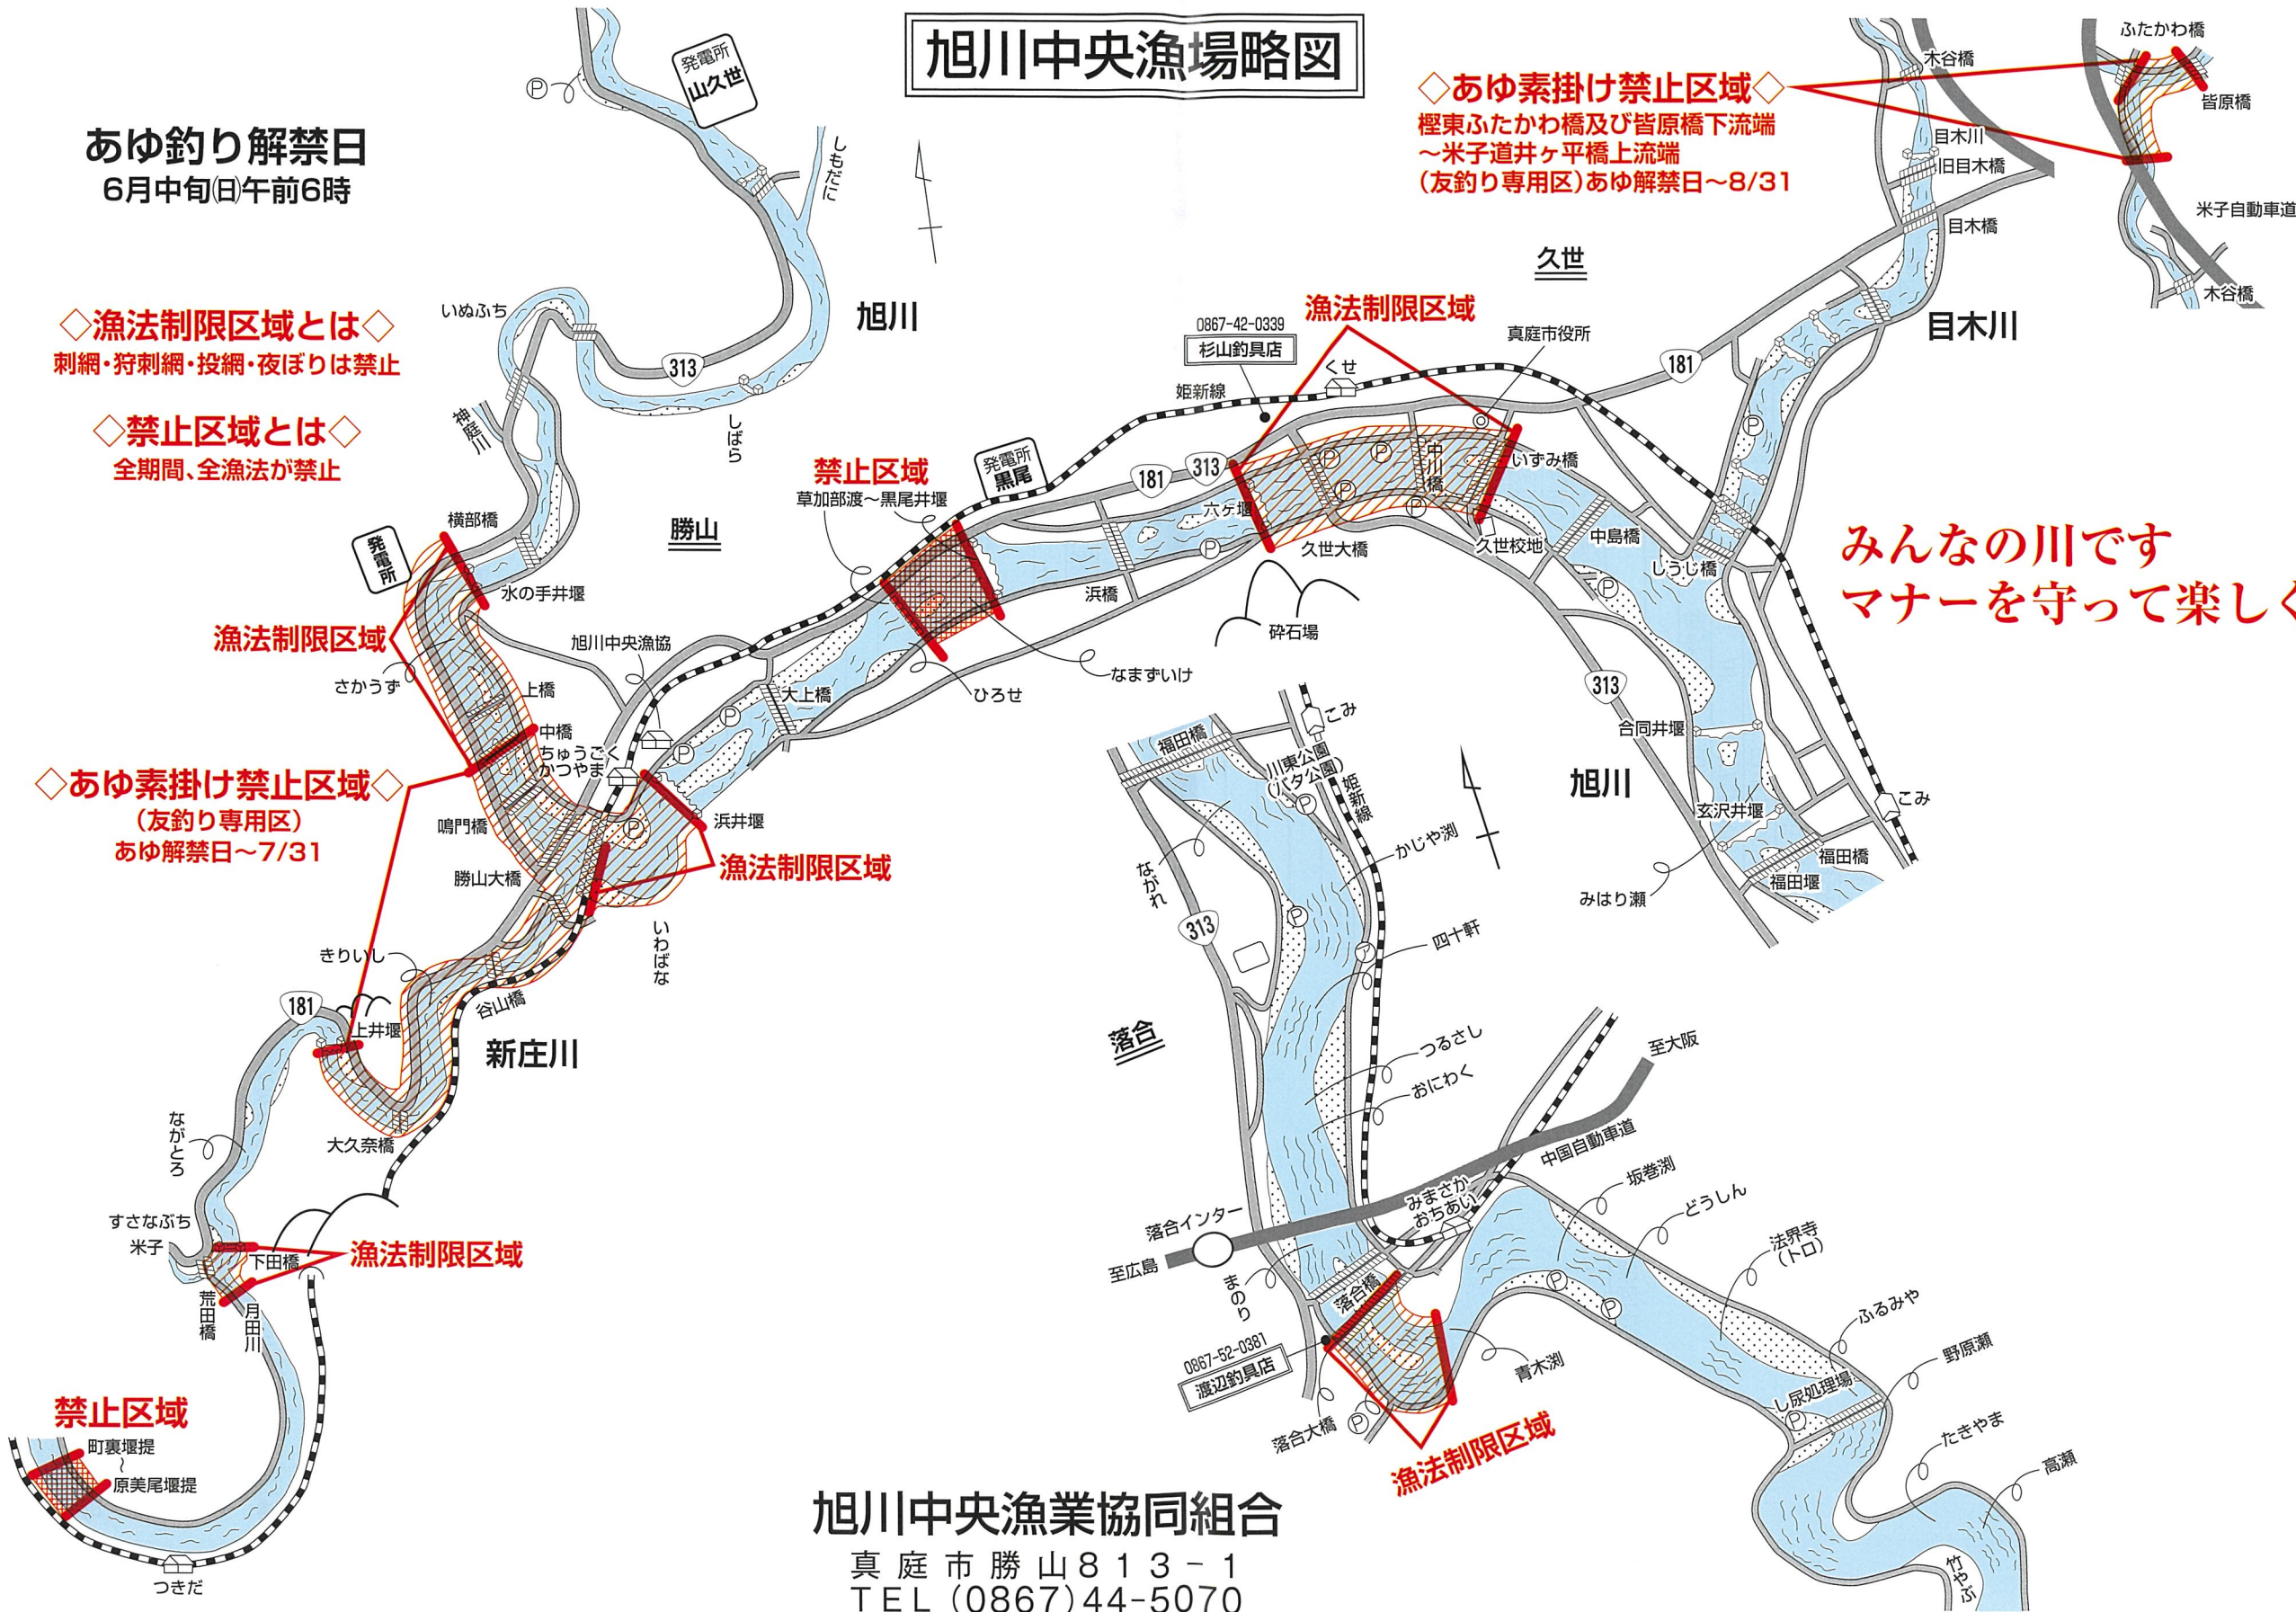 旭川中央漁場略図
あゆ釣り解禁日
6月中旬㈰午前6時
◇漁法制限区域とは◇
刺網・狩刺網・投網・夜ぼりは禁止
◇禁止区域とは◇
全期間、全漁法が禁止
発電所
山久世
P
しもだに
旭川
いぬふち
313
しばら
神庭川
横部橋
発電所
水の手井堰
勝山
漁法制限区域
さかうず
上橋
中橋
ちゅうごく
かつやま
旭川中央漁協
P
P
大上橋
◇あゆ素掛け禁止区域◇
(友釣り専用区)
あゆ解禁日〜7/31
鳴門橋
勝山大橋
P
浜井堰
漁法制限区域
いわばな
きりいし
谷山橋
181
上井堰
新庄川
大久奈橋
ながとろ
すさなぶち
米子
下田橋
漁法制限区域
荒田橋
月田川
禁止区域
町裏堰提
〜
原美尾堰提
つきだ
禁止区域
草加部渡〜黒尾井堰
発電所
黒尾
ひろせ
なまずいけ
181
313
浜橋
P
六ケ堰
久世大橋
砕石場
0867-42-0339
杉山釣具店
姫新線
くせ
漁法制限区域
真庭市役所
久世
P
P
P
P
中川橋
いずみ橋
久世校地
中島橋
181
◇あゆ素掛け禁止区域◇
樫東ふたかわ橋及び皆原橋下流端
〜米子道井ヶ平橋上流端
(友釣り専用区)あゆ解禁日〜8/31
木谷橋
目木川
旧目木橋
目木橋
目木川
ふたかわ橋
皆原橋
米子自動車道
木谷橋
P
しうじ橋
P
みんなの川です
マナーを守って楽しく
313
合同井堰
旭川
玄沢井堰
こみ
福田橋
福田堰
みはり瀬
福田橋
こみ
川東公園
(バタ公園)
P
姫新線
ながれ
かじや渕
313
P
四十軒
落合
つるさし
おにわく
至大阪
中国自動車道
みまさか
おちあい
落合インター
至広島
まのり
落合橋
坂巻渕
どうしん
法界寺
(トロ)
ふるみや
野原瀬
P
P
0867-52-0381
渡辺釣具店
青木渕
落合大橋
P
漁法制限区域
し尿処理場
P
たきやま
高瀬
竹やぶ
旭川中央漁業協同組合
真庭市勝山813-1
TEL (0867)44-5070